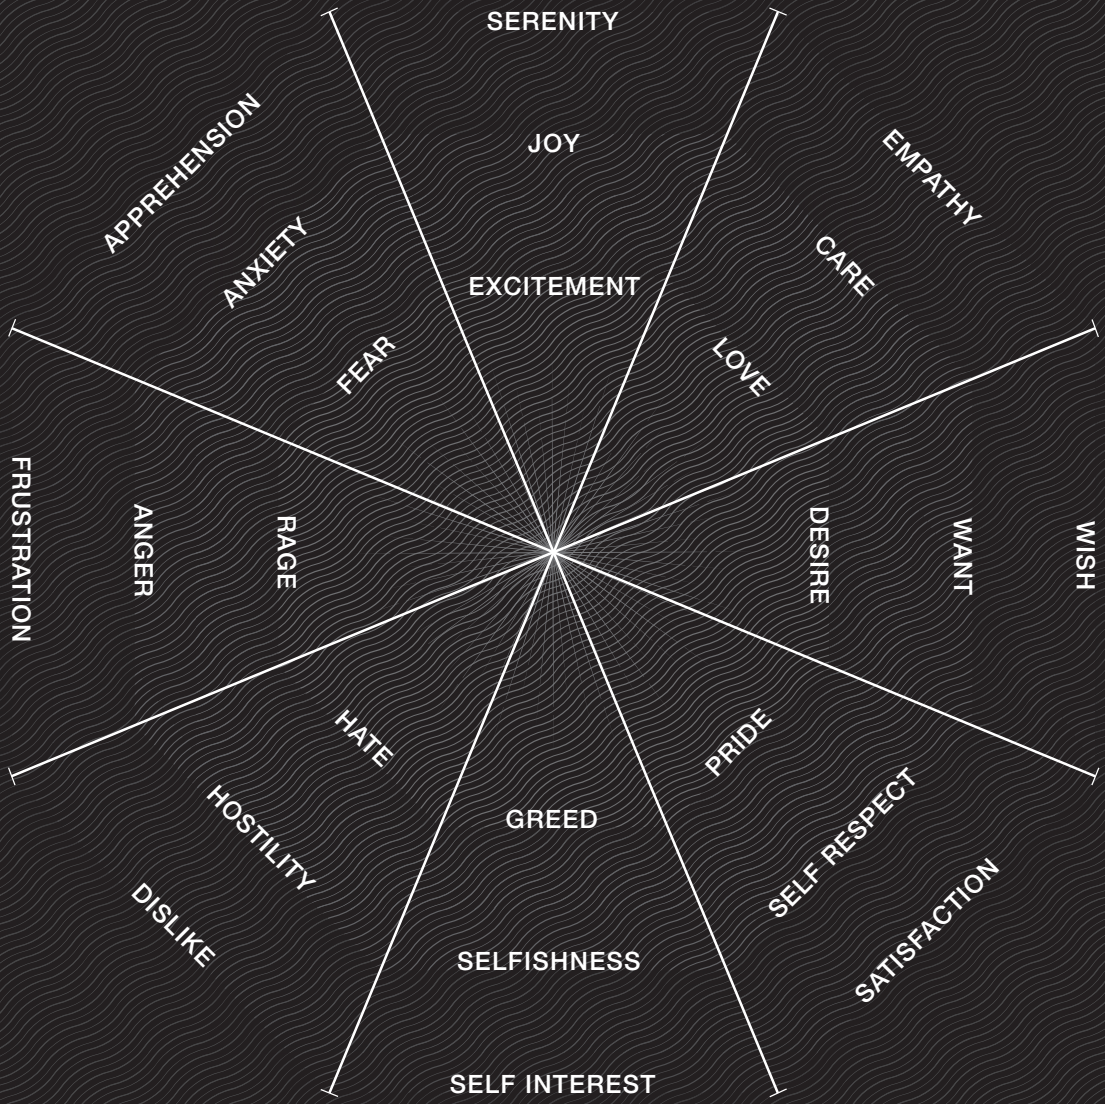 SERENITY
JOY
EXCITEMENT
EMPATHY
CARE
LOVE
WISH
WANT
DESIRE
PRIDE
SELF RESPECT
SATISFACTION
GREED
SELFISHNESS
SELF INTEREST
HATE
HOSTILITY
DISLIKE
FRUSTRATION
ANGER
RAGE
APPREHENSION
ANXIETY
FEAR